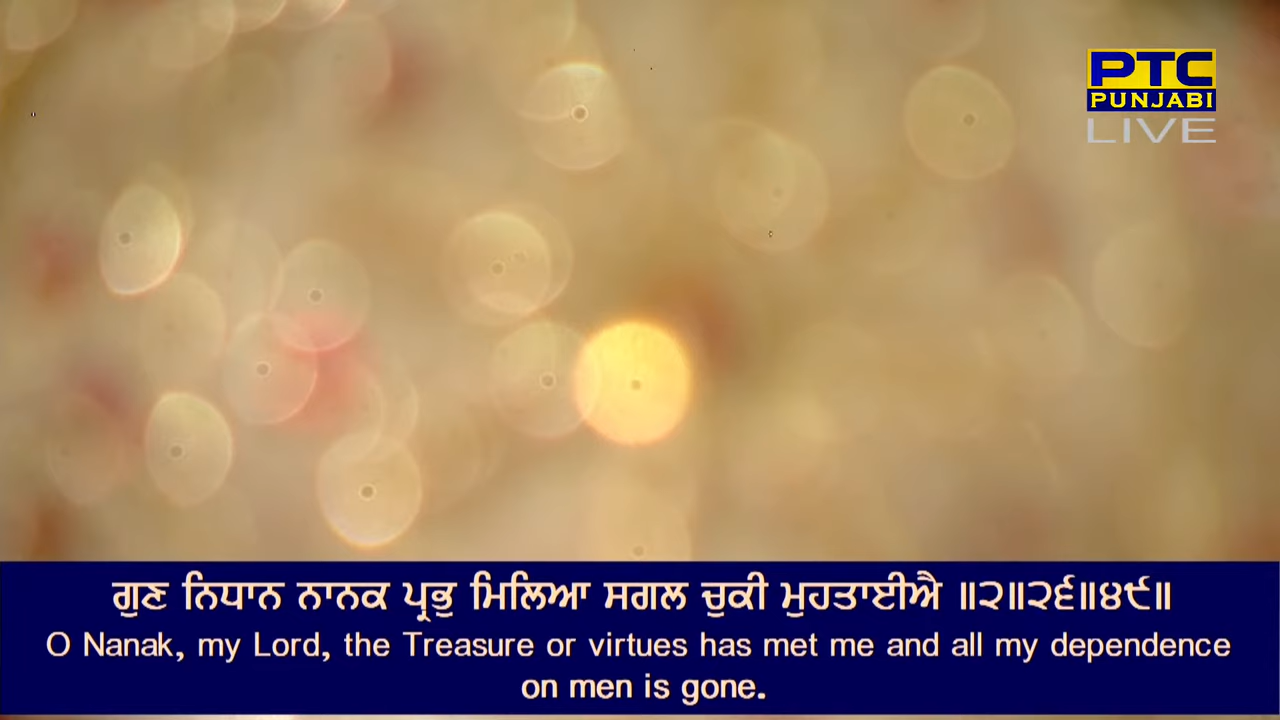 PTC
PUNJABI
LIVE
ਗੁਣ ਨਿਧਾਨ ਨਾਨਕ ਪ੍ਰਭੁ ਮਿਲਿਆ ਸਗਲ ਚੁਕੀ ਮੁਹਤਾਈਐ ॥੨॥੨੬॥੪੯॥
O Nanak, my Lord, the Treasure or virtues has met me and all my dependence
on men is gone.